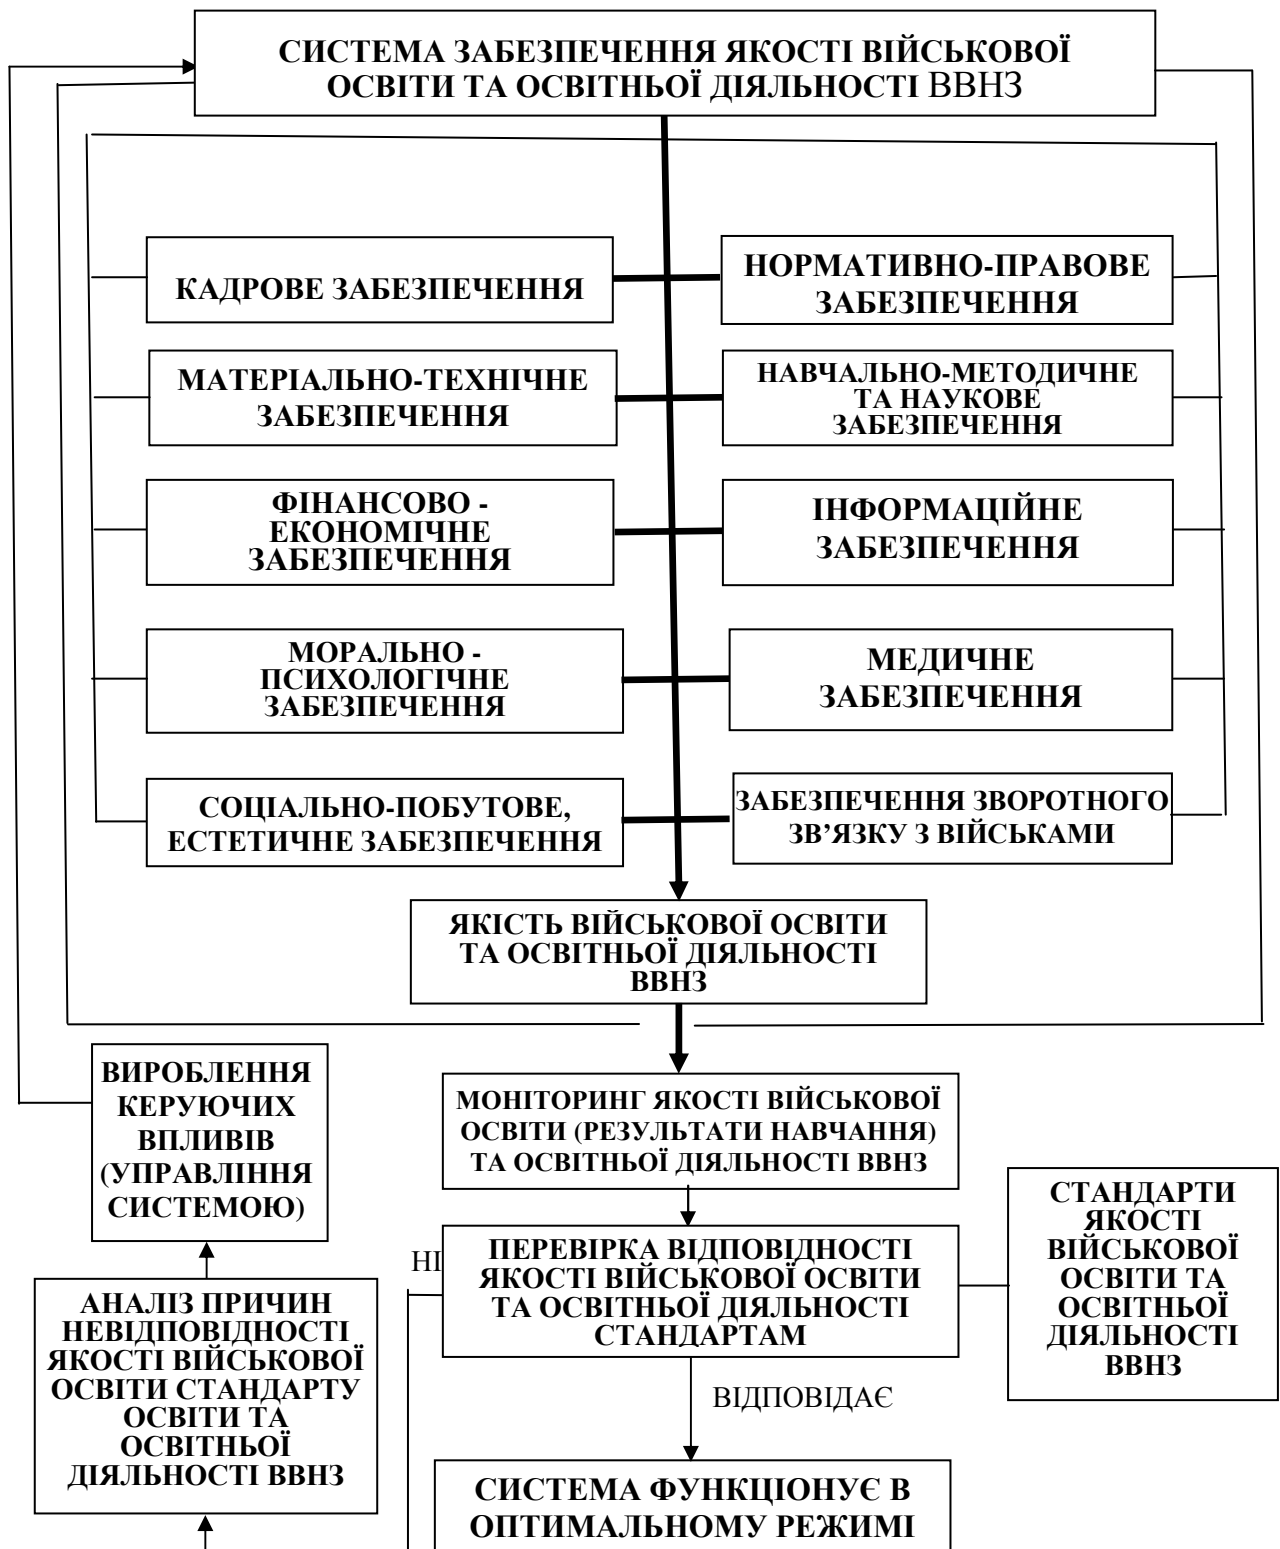 СИСТЕМА ЗАБЕЗПЕЧЕННЯ ЯКОСТІ ВІЙСЬКОВОЇ
ОСВІТИ ТА ОСВІТНЬОЇ ДІЯЛЬНОСТІ ВВНЗ
КАДРОВЕ ЗАБЕЗПЕЧЕННЯ
НОРМАТИВНО-ПРАВОВЕ
ЗАБЕЗПЕЧЕННЯ
МАТЕРІАЛЬНО-ТЕХНІЧНЕ
ЗАБЕЗПЕЧЕННЯ
НАВЧАЛЬНО-МЕТОДИЧНЕ
ТА НАУКОВЕ
ЗАБЕЗПЕЧЕННЯ
ФІНАНСОВО -
ЕКОНОМІЧНЕ
ЗАБЕЗПЕЧЕННЯ
ІНФОРМАЦІЙНЕ
ЗАБЕЗПЕЧЕННЯ
МОРАЛЬНО -
ПСИХОЛОГІЧНЕ
ЗАБЕЗПЕЧЕННЯ
МЕДИЧНЕ
ЗАБЕЗПЕЧЕННЯ
СОЦІАЛЬНО-ПОБУТОВЕ,
ЕСТЕТИЧНЕ ЗАБЕЗПЕЧЕННЯ
ЗАБЕЗПЕЧЕННЯ ЗВОРОТНОГО
ЗВ’ЯЗКУ З ВІЙСЬКАМИ
ЯКІСТЬ ВІЙСЬКОВОЇ ОСВІТИ
ТА ОСВІТНЬОЇ ДІЯЛЬНОСТІ
ВВНЗ
ВИРОБЛЕННЯ
КЕРУЮЧИХ
ВПЛИВІВ
(УПРАВЛІННЯ
СИСТЕМОЮ)
МОНІТОРИНГ ЯКОСТІ ВІЙСЬКОВОЇ
ОСВІТИ (РЕЗУЛЬТАТИ НАВЧАННЯ)
ТА ОСВІТНЬОЇ ДІЯЛЬНОСТІ ВВНЗ
СТАНДАРТИ
ЯКОСТІ
ВІЙСЬКОВОЇ
ОСВІТИ ТА
ОСВІТНЬОЇ
ДІЯЛЬНОСТІ
ВВНЗ
НІ
ПЕРЕВІРКА ВІДПОВІДНОСТІ
ЯКОСТІ ВІЙСЬКОВОЇ ОСВІТИ
ТА ОСВІТНЬОЇ ДІЯЛЬНОСТІ
СТАНДАРТАМ
АНАЛІЗ ПРИЧИН
НЕВІДПОВІДНОСТІ
ЯКОСТІ ВІЙСЬКОВОЇ
ОСВІТИ СТАНДАРТУ
ОСВІТИ ТА
ОСВІТНЬОЇ
ДІЯЛЬНОСТІ ВВНЗ
ВІДПОВІДАЄ
СИСТЕМА ФУНКЦІОНУЄ В
ОПТИМАЛЬНОМУ РЕЖИМІ